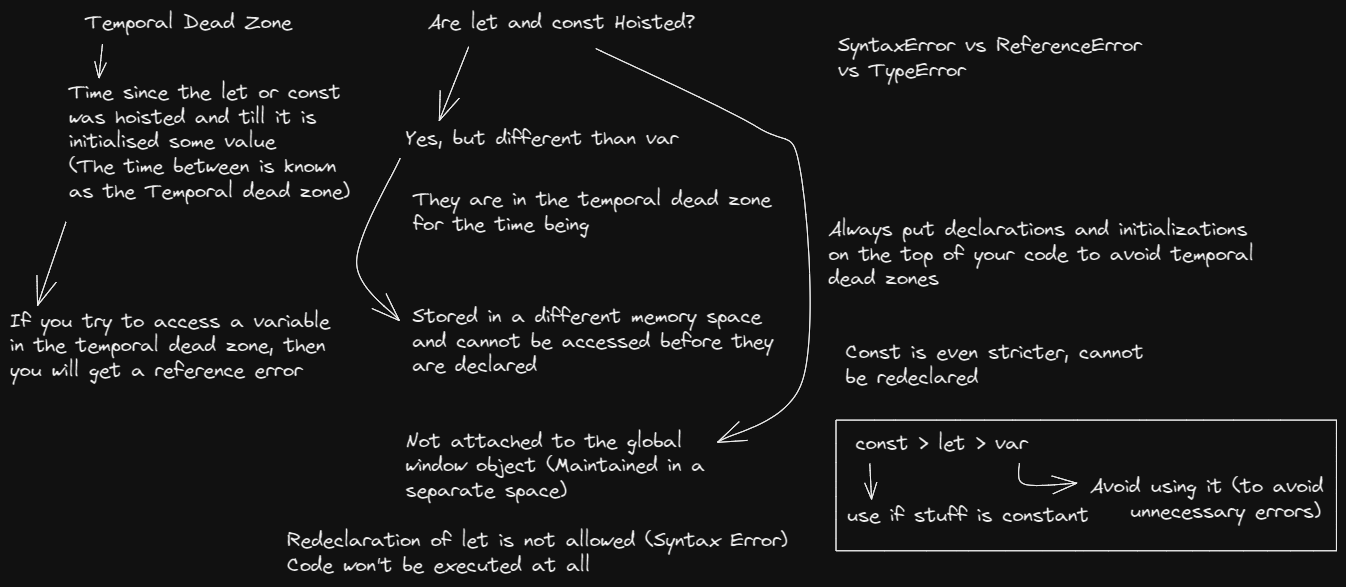 Temporal Dead Zone
Time since the let or const
was hoisted and till it is
initialised some value
(The time between is known
as the Temporal dead zone)
If you try to access a variable
in the temporal dead zone, then
you will get a reference error
Are let and const Hoisted?
Yes, but different than var
They are in the temporal dead zone
for the time being
Stored in a different memory space
and cannot be accessed before they
are declared
Not attached to the global
window object (Maintained in a
separate space)
Redeclaration of let is not allowed (Syntax Error)
Code won't be executed at all
SyntaxError vs ReferenceError
vs TypeError
Always put declarations and initializations
on the top of your code to avoid temporal
dead zones
Const is even stricter, cannot
be redeclared
const > let > var
use if stuff is constant
Avoid using it (to avoid
unnecessary errors)